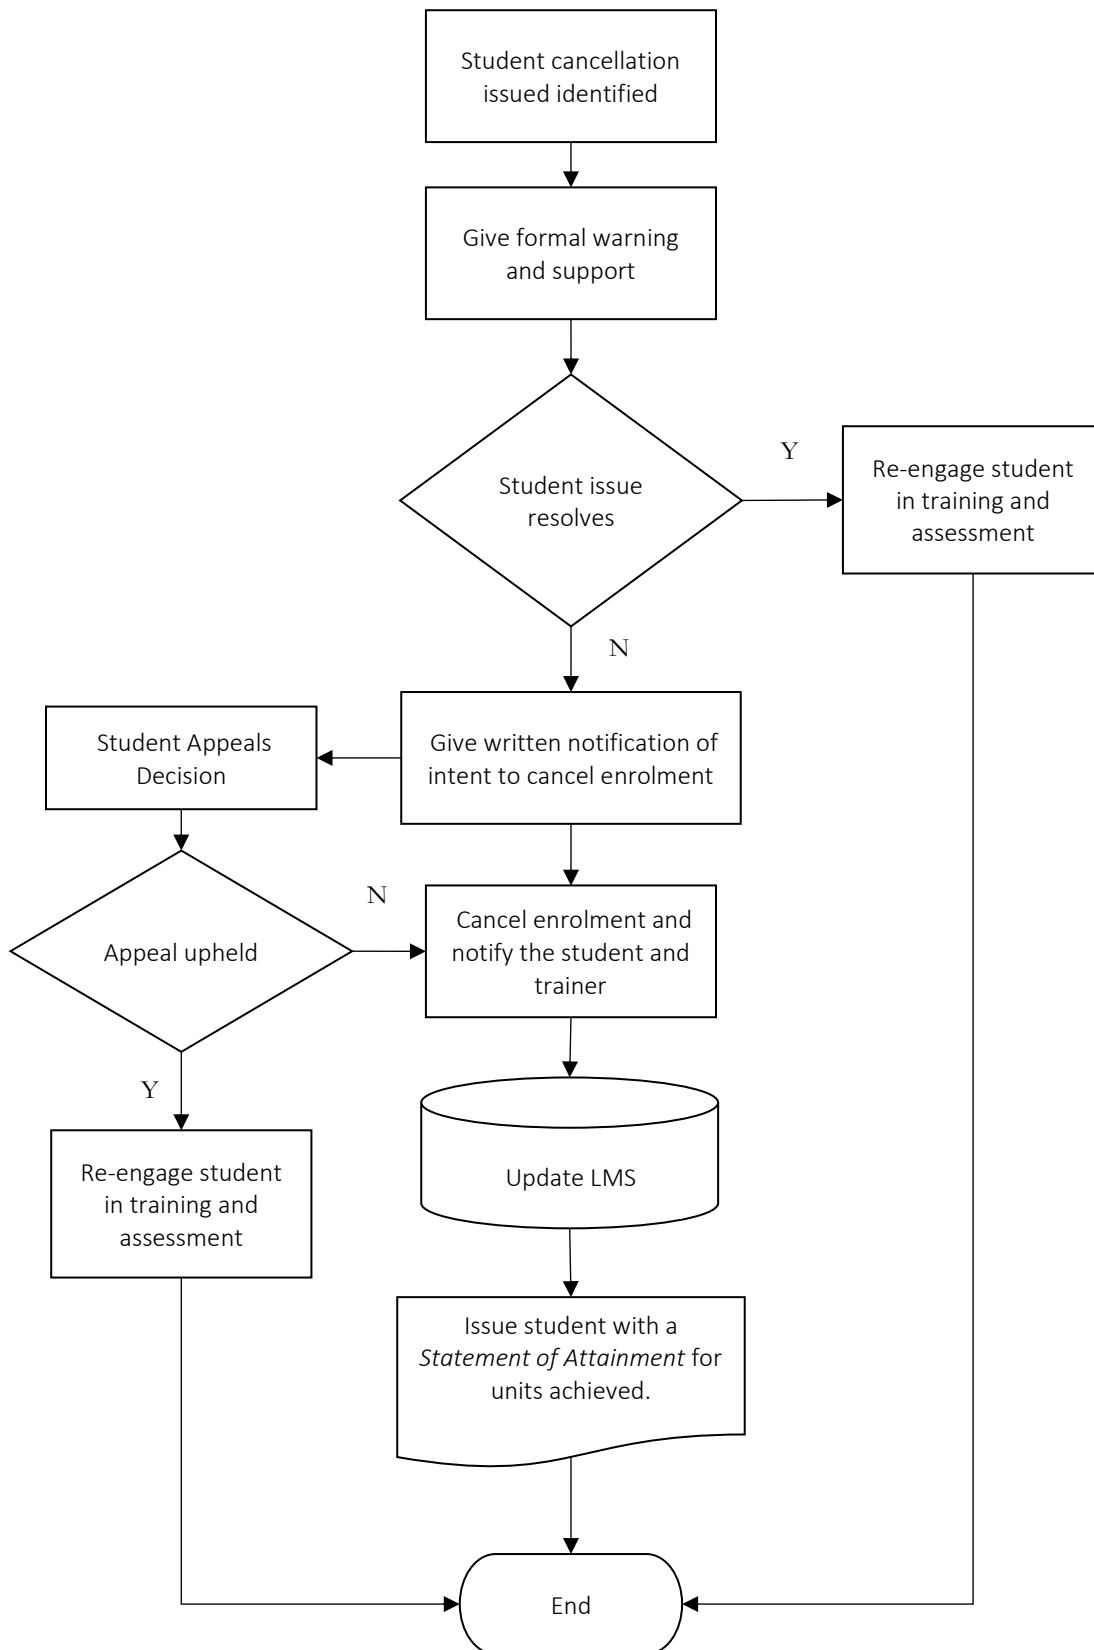 Student cancellation
issued identified
Give formal warning
and support
Student issue
resolves
Y
Re-engage student
in training and
assessment
N
Give written notification of
intent to cancel enrolment
Student Appeals
Decision
Appeal upheld
N
Cancel enrolment and
notify the student and
trainer
Y
Re-engage student
in training and
assessment
Update LMS
Issue student with a
Statement of Attainment for
units achieved.
End